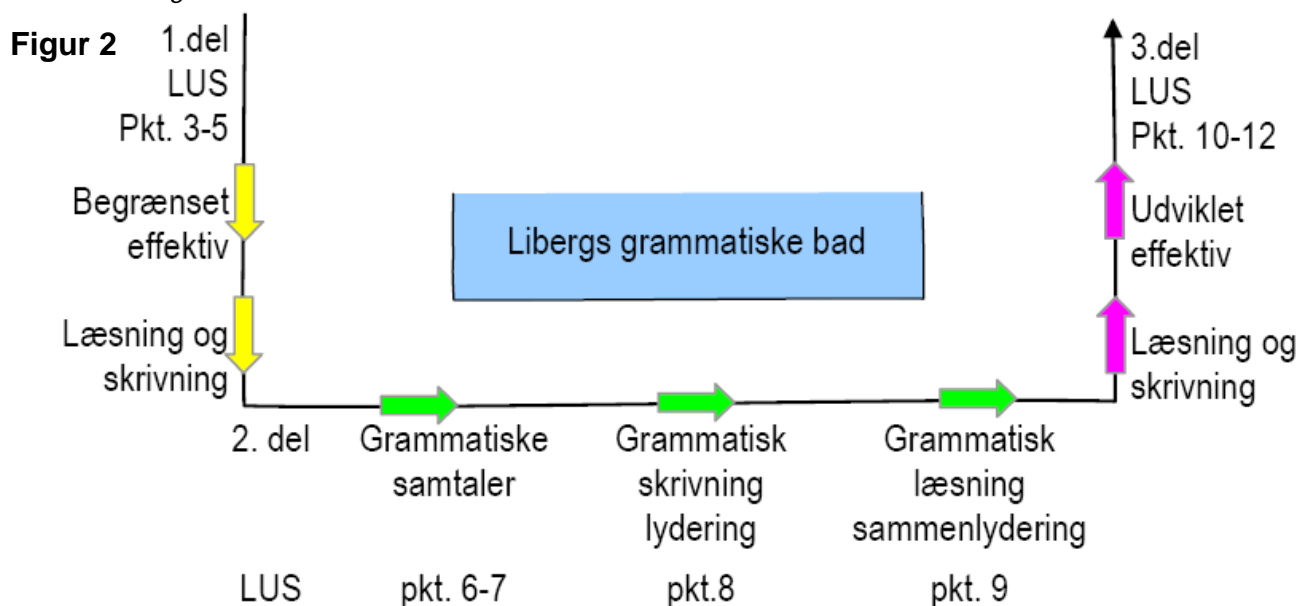 Figur 2
1.del
LUS
Pkt. 3-5
Begrænset
effektiv
Læsning og
skrivning
Libergs grammatiske bad
3.del
LUS
Pkt. 10-12
Udviklet
effektiv
Læsning og
skrivning
2. del
Grammatiske
samtaler
Grammatisk
skrivning
lydering
Grammatisk
læsning
sammenlydering
LUS pkt. 6-7 pkt.8 pkt. 9